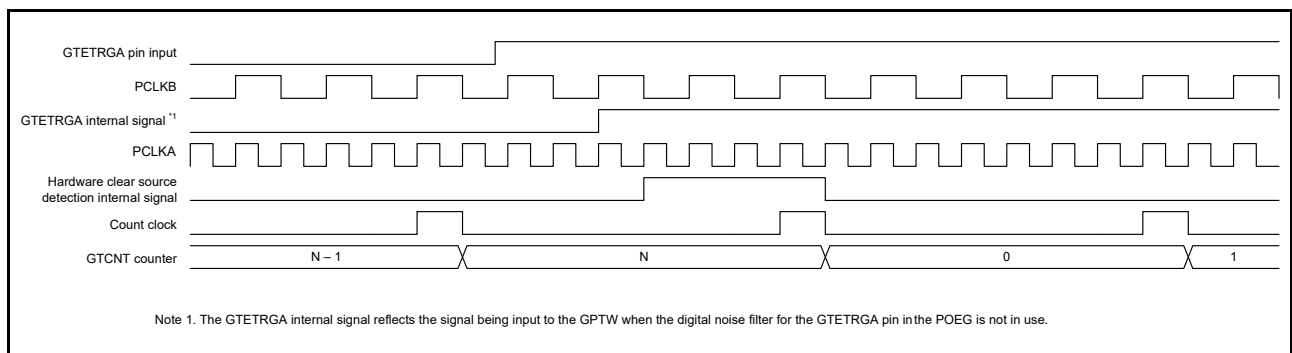 GTETRGA pin input
PCLKB
GTETRGA internal signal *1
PCLKA
Hardware clear source
detection internal signal
Count clock
GTCNT counter
N – 1
N
0
1
Note 1. The GTETRGA internal signal reflects the signal being input to the GPTW when the digital noise filter for the GTETRGA pin in the POEG is not in use.